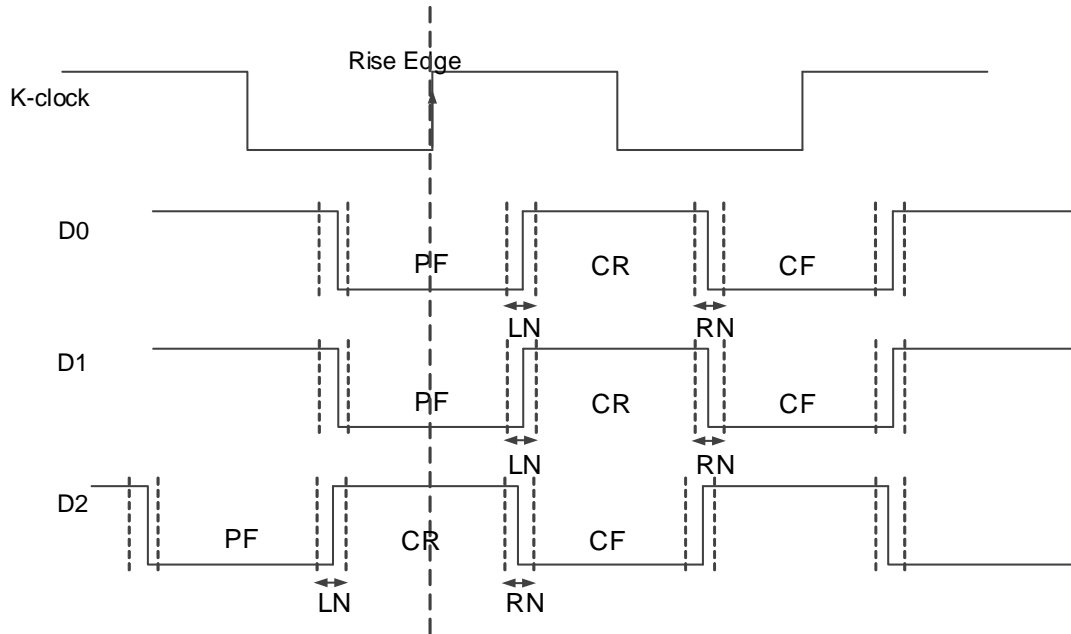 Rise Edge
K-clock
D0
PF
CR
CF
LN
RN
D1
PF
CR
CF
LN
RN
D2
PF
CR
CF
LN
RN